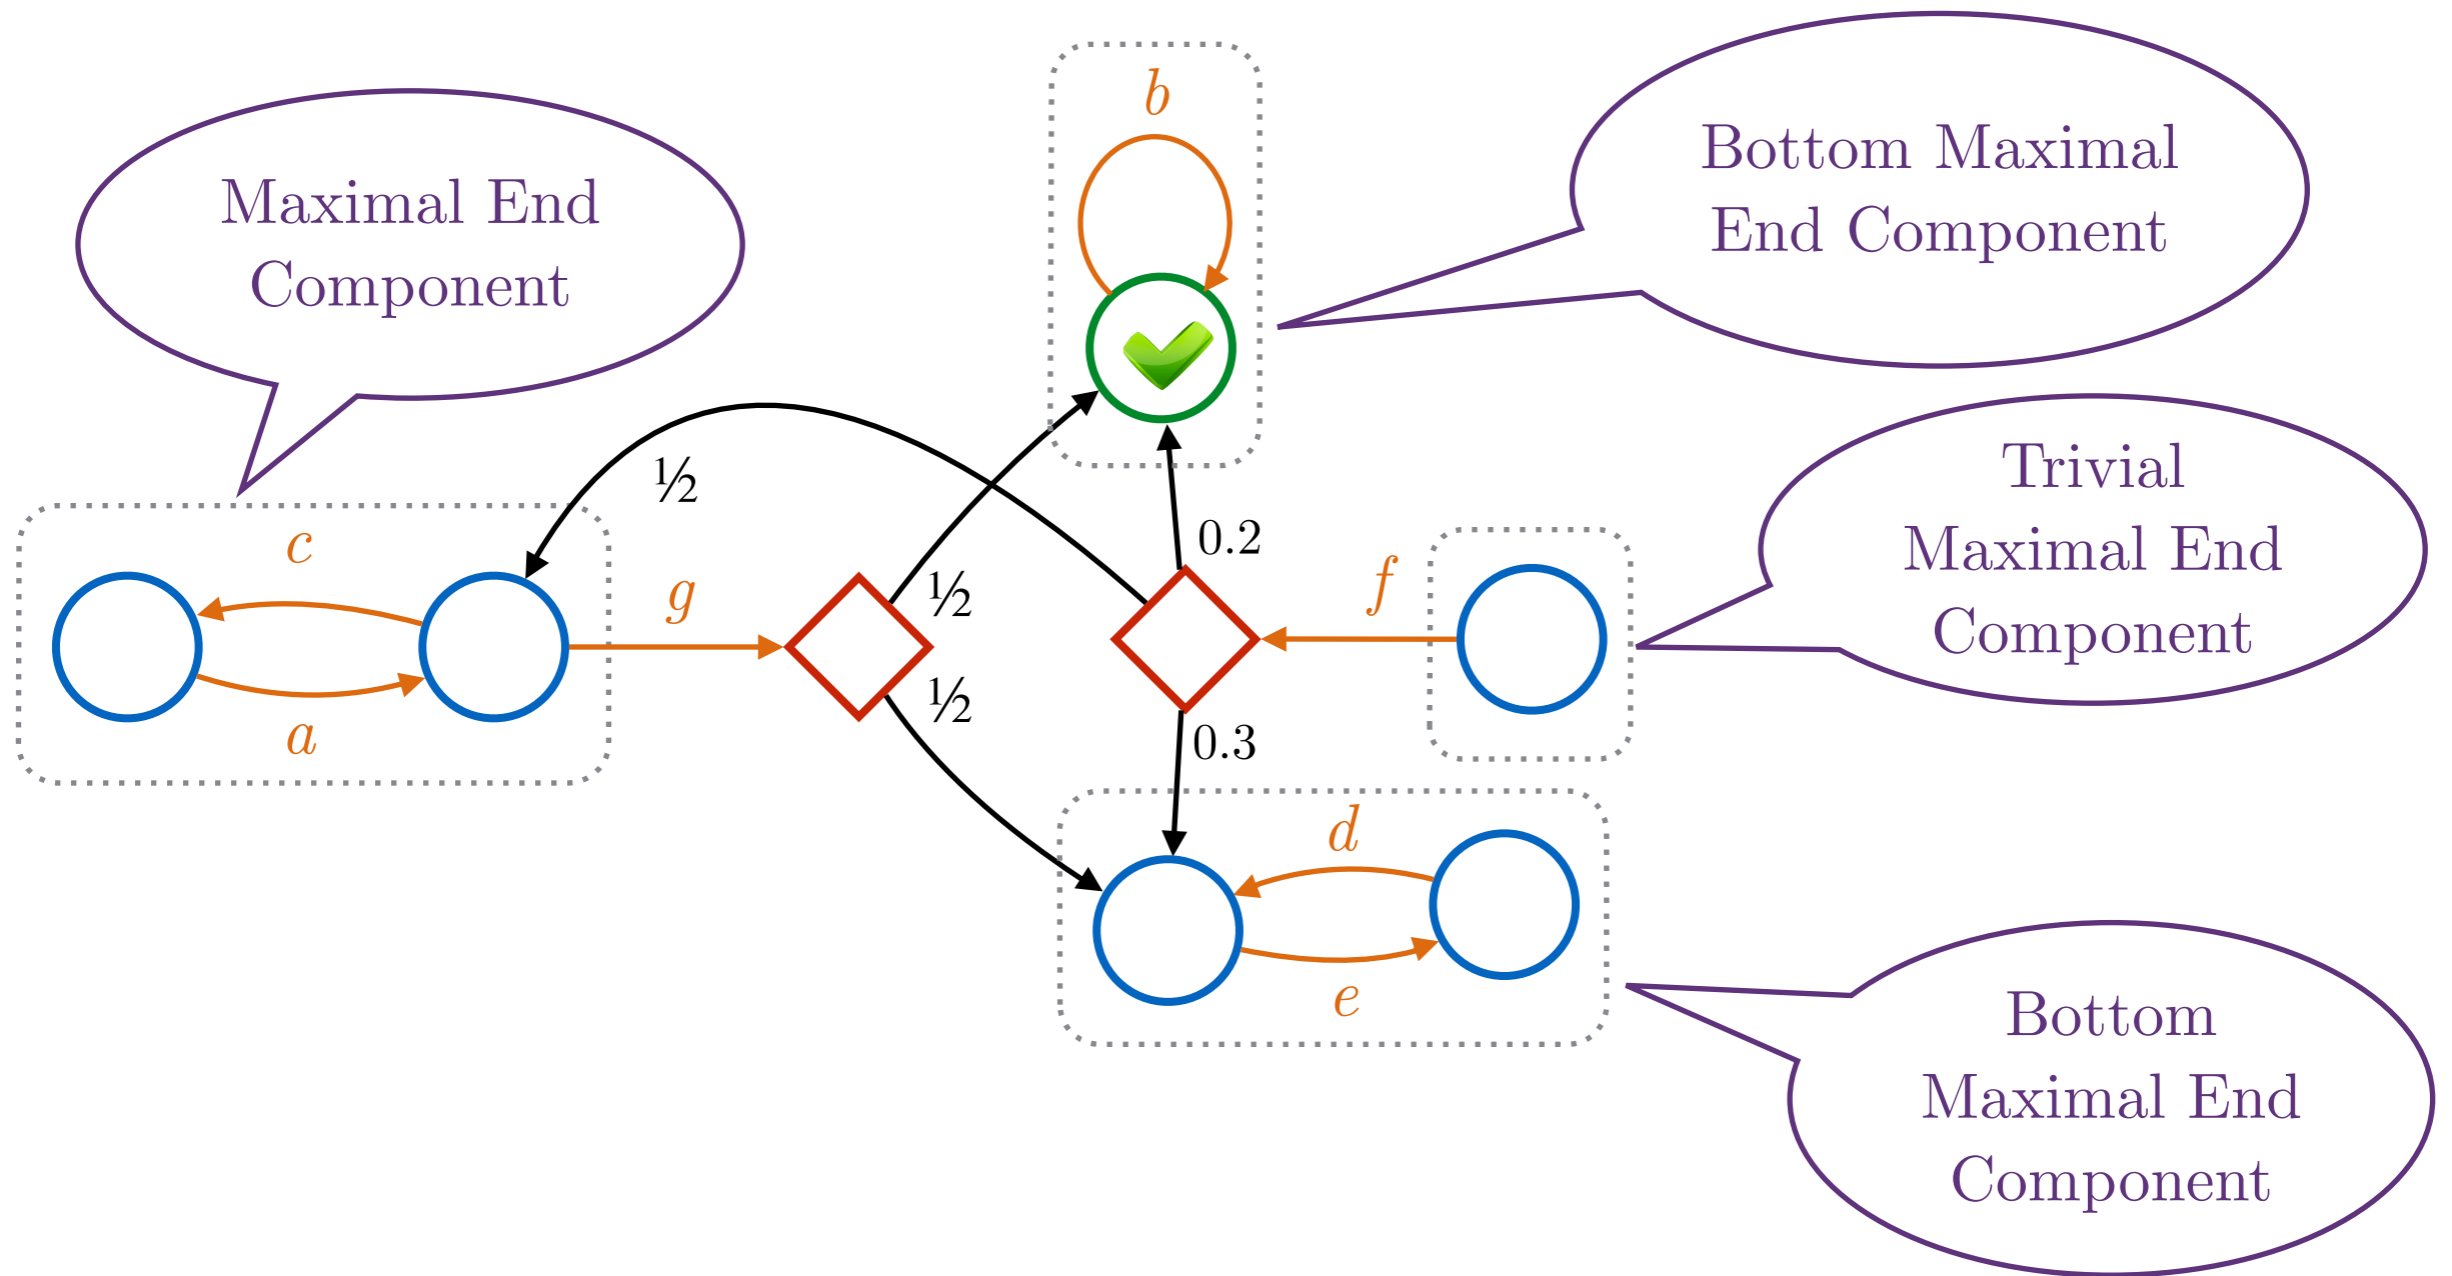 b
Bottom Maximal
End Component
Maximal End
Component
Trivial
Maximal End
Component
½
0.2
c
g
½
f
½
a
0.3
d
e
Bottom
Maximal End
Component